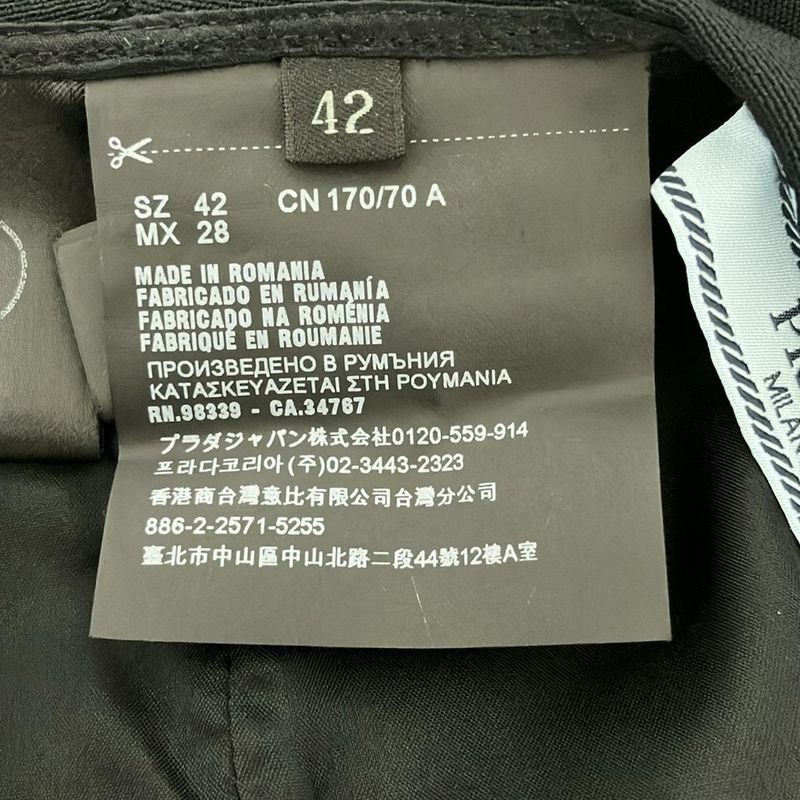 42
SZ 42 CN 170/70 A
MX 28
MADE IN ROMANIA
FABRICADO EN RUMANÍA
FABRICADO NA ROMÉNIA
FABRIQUÉ EN ROUMANIE
ПРОИЗВЕДЕНО В РУМЪНИЯ
ΚΑΤΑΣΚΕΥΑΖΕΤΑΙ ΣΤΗ ΡΟΥΜΑΝΙΑ
RN.98339 - CA.34767
プラダジャパン株式会社0120-559-914
프라다코리아 (주)02-3443-2323
香港商台灣意比有限公司台灣分公司
886-2-2571-5255
臺北市中山區中山北路二段44號12樓A室